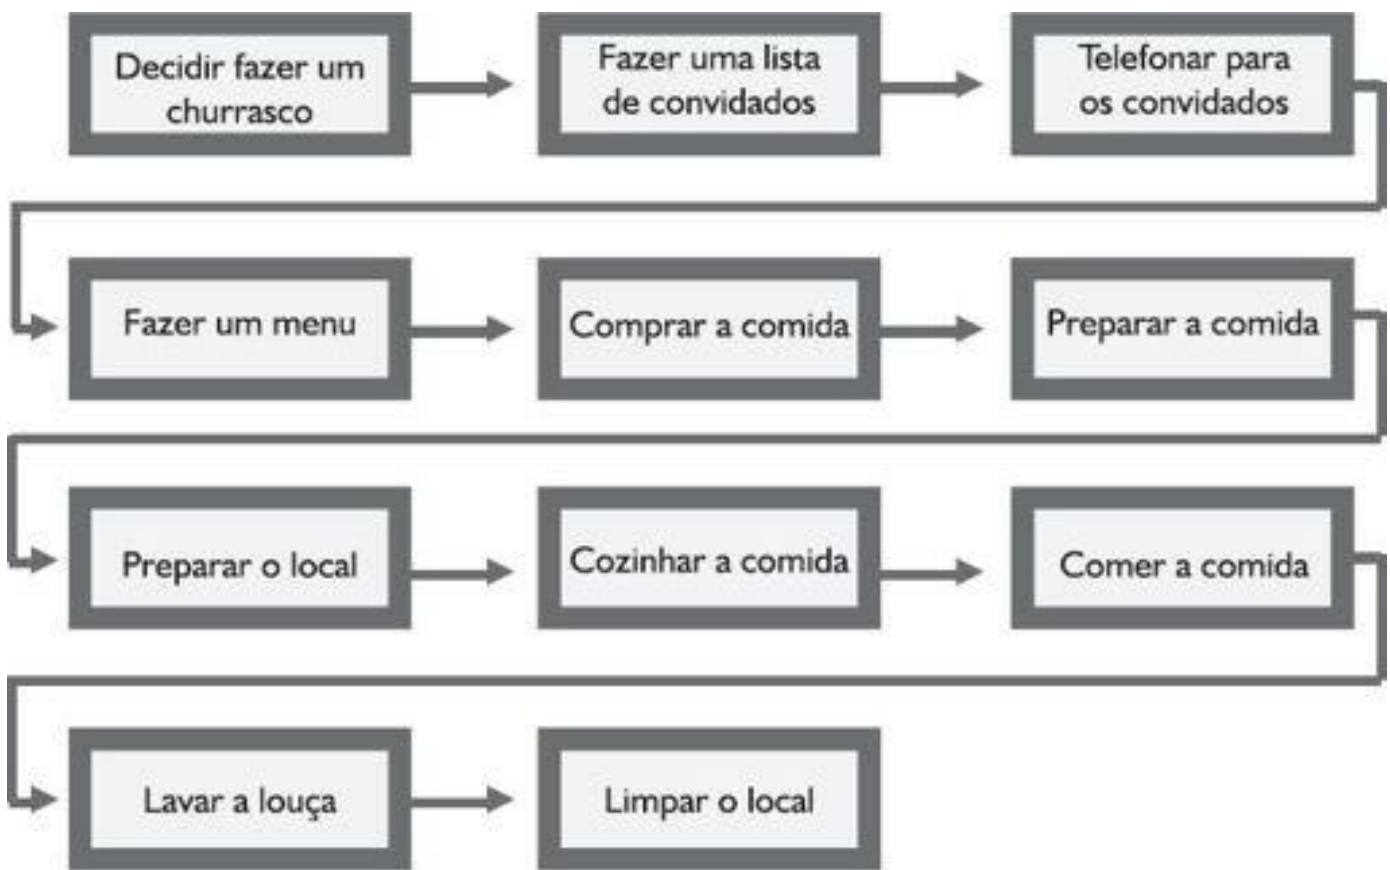 Decidir fazer um
churrasco
Fazer uma lista
de convidados
Telefonar para
os convidados
Fazer um menu
Comprar a comida
Preparar a comida
Preparar o local
Cozinhar a comida
Comer a comida
Lavar a louça
Limpar o local